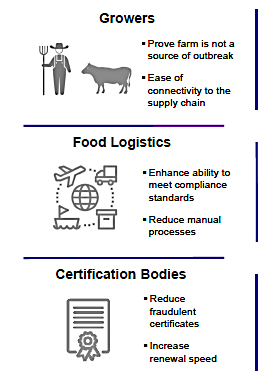 Growers
▪ Prove farm is not a
source of outbreak
▪ Ease of
connectivity to the
supply chain
Food Logistics
▪ Enhance ability to
meet compliance
standards
▪ Reduce manual
processes
Certification Bodies
▪ Reduce
fraudulent
certificates
▪ Increase
renewal speed